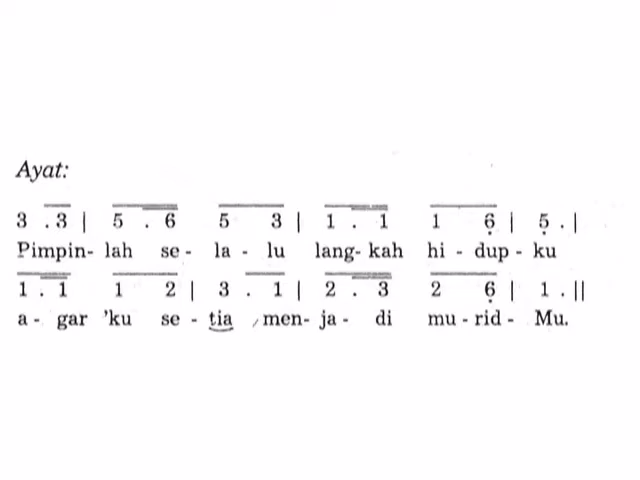 Ayat:
3 .3 | 5 . 6 5 3 | 1 . 1 1 6̣ | 5̣ . |
Pimpin- lah se - la - lu lang- kah hi - dup - ku
1 . 1 1 2 | 3 . 1 | 2 . 3 2 6̣ | 1 . ||
a - gar 'ku se - tia , men- ja - di mu - rid - Mu.